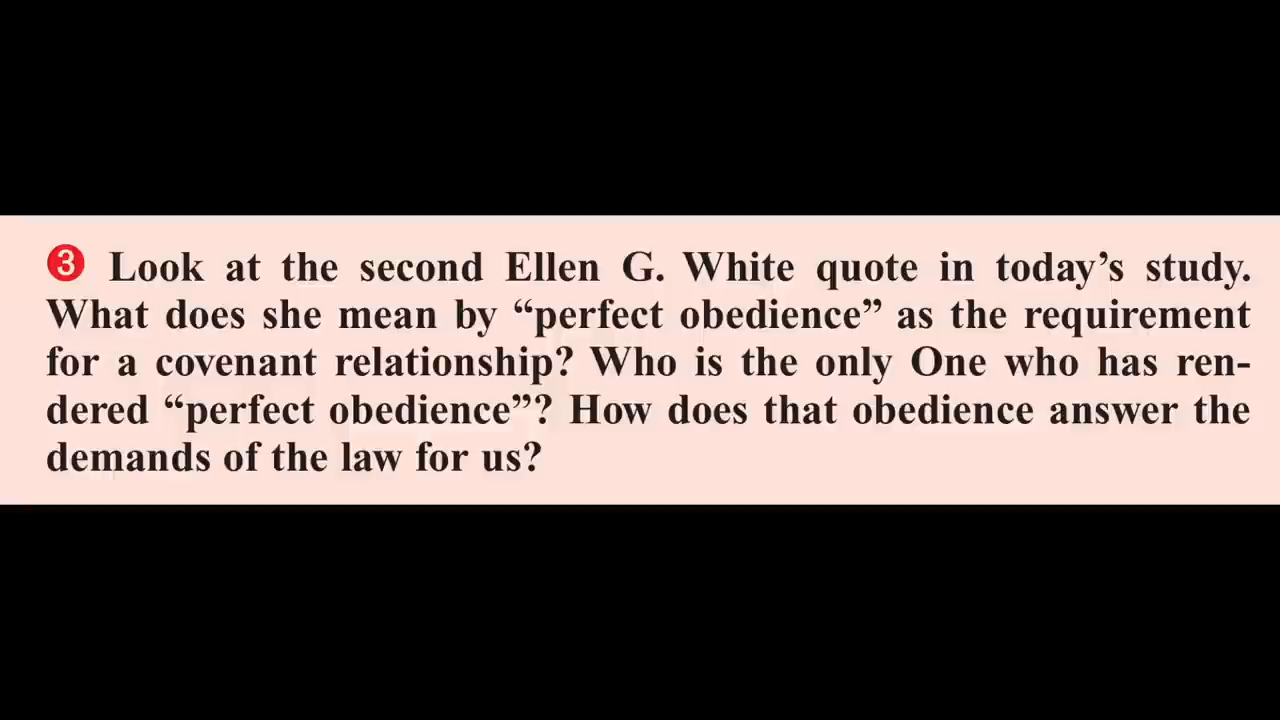 ❸ Look at the second Ellen G. White quote in today’s study.
What does she mean by “perfect obedience” as the requirement
for a covenant relationship? Who is the only One who has ren-
dered “perfect obedience”? How does that obedience answer the
demands of the law for us?